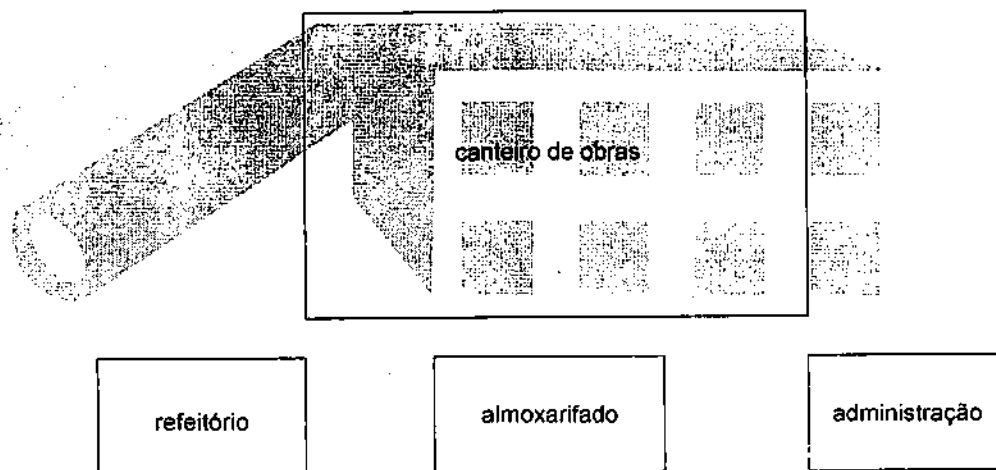 canteiro de obras
refeitório
almoxarifado
administração